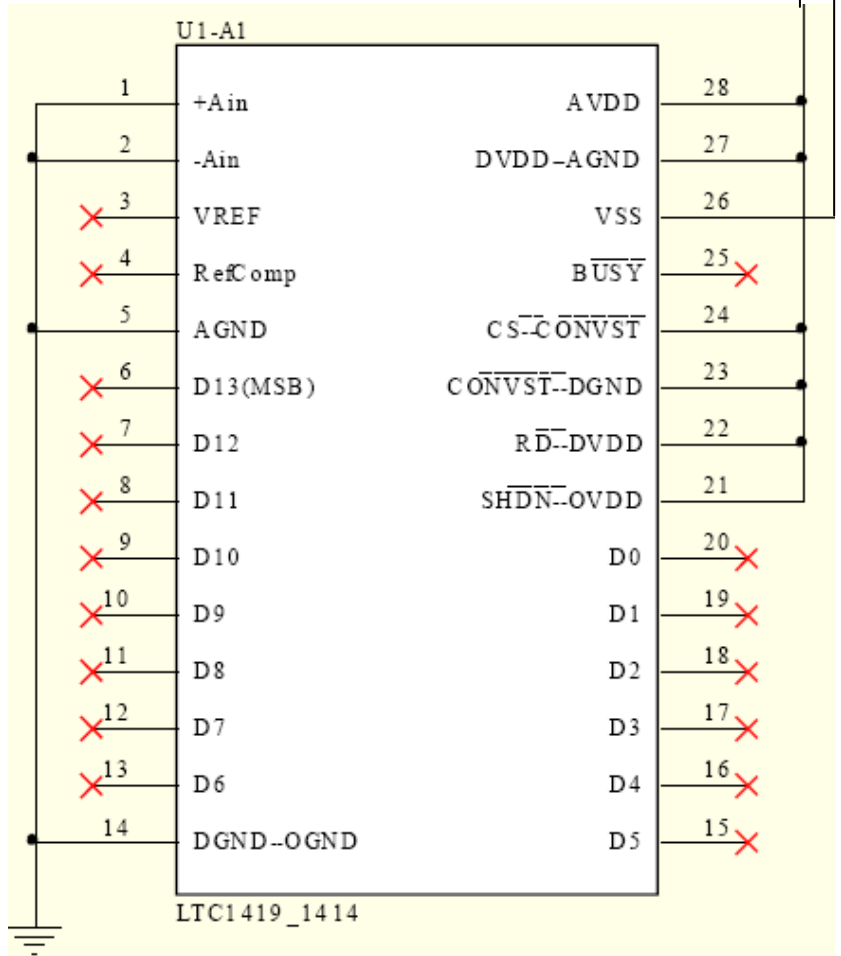 U1-A1
1 +Ain AVDD 28
2 -Ain DVDD--AGND 27
3 VREF VSS 26
4 RefComp BUSY 25
5 AGND CS--CONVST 24
6 D13(MSB) CONVST--DGND 23
7 D12 RD--DVDD 22
8 D11 SHDN--OVDD 21
9 D10 D0 20
10 D9 D1 19
11 D8 D2 18
12 D7 D3 17
13 D6 D4 16
14 DGND--OGND D5 15
LTC1419_1414